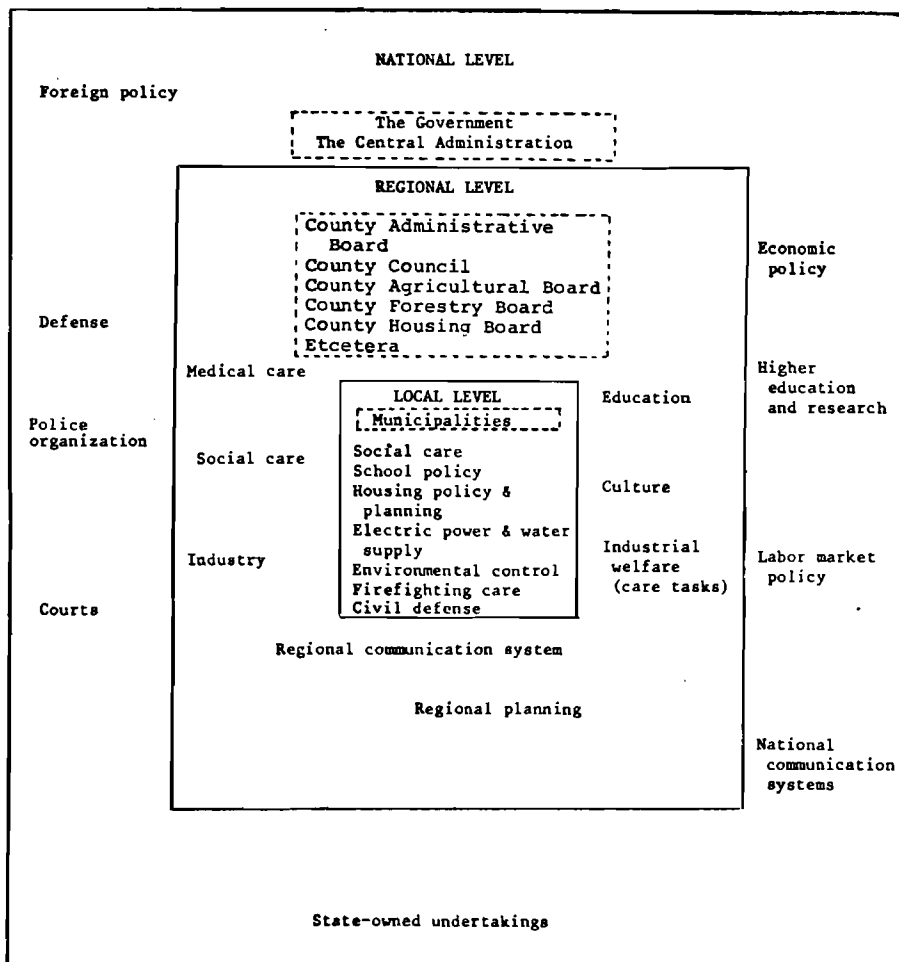 NATIONAL LEVEL
Foreign policy
The Government
The Central Administration
REGIONAL LEVEL
County Administrative
Board
County Council
County Agricultural Board
County Forestry Board
County Housing Board
Etcetera
Economic
policy
Defense
Medical care
Higher
education
and research
LOCAL LEVEL
Municipalities
Education
Police
organization
Social care
Social care
School policy
Housing policy &
planning
Electric power & water
supply
Environmental control
Firefighting care
Civil defense
Culture
Industry
Industrial
welfare
(care tasks)
Labor market
policy
Courts
Regional communication system
Regional planning
National
communication
systems
State-owned undertakings